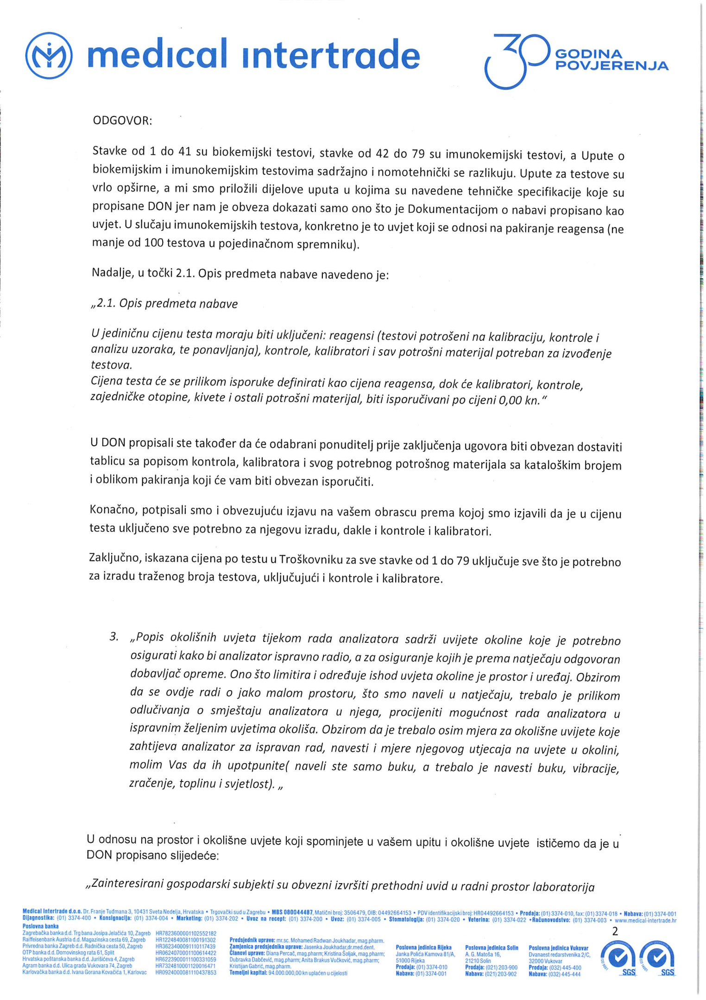 medical intertrade
30 GODINA
POVJERENJA
ODGOVOR:
Stavke od 1 do 41 su biokemijski testovi, stavke od 42 do 79 su imunokemijski testovi, a Upute o
biokemijskim i imunokemijskim testovima sadržajno i nomotehnički se razlikuju. Upute za testove su
vrlo opširne, a mi smo priložili dijelove uputa u kojima su navedene tehničke specifikacije koje su
propisane DON jer nam je obveza dokazati samo ono što je Dokumentacijom o nabavi propisano kao
uvjet. U slučaju imunokemijskih testova, konkretno je to uvjet koji se odnosi na pakiranje reagensa (ne
manje od 100 testova u pojedinačnom spremniku).
Nadalje, u točki 2.1. Opis predmeta nabave navedeno je:
„2.1. Opis predmeta nabave
U jediničnu cijenu testa moraju biti uključeni: reagensi (testovi potrošeni na kalibraciju, kontrole i
analizu uzoraka, te ponavljanja), kontrole, kalibratori i sav potrošni materijal potreban za izvođenje
testova.
Cijena testa će se prilikom isporuke definirati kao cijena reagensa, dok će kalibratori, kontrole,
zajedničke otopine, kivete i ostali potrošni materijal, biti isporučivani po cijeni 0,00 kn."
U DON propisali ste također da će odabrani ponuditelj prije zaključenja ugovora biti obvezan dostaviti
tablicu sa popisom kontrola, kalibratora i svog potrebnog potrošnog materijala sa kataloškim brojem
i oblikom pakiranja koji će vam biti obvezan isporučiti.
Konačno, potpisali smo i obvezujuću izjavu na vašem obrascu prema kojoj smo izjavili da je u cijenu
testa uključeno sve potrebno za njegovu izradu, dakle i kontrole i kalibratori.
Zaključno, iskazana cijena po testu u Troškovniku za sve stavke od 1 do 79 uključuje sve što je potrebno
za izradu traženog broja testova, uključujući i kontrole i kalibratore.
3. „Popis okolišnih uvjeta tijekom rada analizatora sadrži uvijete okoline koje je potrebno
osigurati kako bi analizator ispravno radio, a za osiguranje kojih je prema natječaju odgovoran
dobavljač opreme. Ono što limitira i određuje ishod uvjeta okoline je prostor i uređaj. Obzirom
da se ovdje radi o jako malom prostoru, što smo naveli u natječaju, trebalo je prilikom
odlučivanja o smještaju analizatora u njega, procijeniti mogućnost rada analizatora u
ispravnim željenim uvjetima okoliša. Obzirom da je trebalo osim mjera za okolišne uvijete koje
zahtijeva analizator za ispravan rad, navesti i mjere njegovog utjecaja na uvjete u okolini,
molim Vas da ih upotpunite( naveli ste samo buku, a trebalo je navesti buku, vibracije,
zračenje, toplinu i svjetlost). „
U odnosu na prostor i okolišne uvjete koji spominjete u vašem upitu i okolišne uvjete ističemo da je u
DON propisano slijedeće:
„Zainteresirani gospodarski subjekti su obvezni izvršiti prethodni uvid u radni prostor laboratorija
Medical Intertrade d.o.o. Dr. Franje Tuđmana 3, 10431 Sveta Nedelja, Hrvatska • Trgovački sud u Zagrebu • MBS 080044487, Matični broj: 3506479, OIB: 04492664153 • PDV identifikacijski broj: HR04492664153 • Prodaja: (01) 3374-010, fax: (01) 3374-018 • Nabava: (01) 3374-001
Dijagnostika: (01) 3374-400 • Konsignacija: (01) 3374-004 • Marketing: (01) 3374-202 • Uvoz na recept: (01) 3374-200 • Uvoz: (01) 3374-005 • Stomatologija: (01) 3374-020 • Veterina: (01) 3374-022 • Računovodstvo: (01) 3374-003 • www.medical-intertrade.hr
2
Poslovna banka
Zagrebačka banka d.d. Trg bana Josipa Jelačića 10, Zagreb HR7823600001102552182
Raiffeisenbank Austria d.d. Magazinska cesta 69, Zagreb HR1224840081100191302
Privredna banka Zagreb d.d. Radnička cesta 50, Zagreb HR3623400091110117439
OTP banka d.d. Domovinskog rata 61, Split HR0624070001100614422
Hrvatska poštanska banka d.d. Jurišićeva 4, Zagreb HR6223900011100331059
Agram banka d.d. Ulica grada Vukovara 74, Zagreb HR7324810001120016471
Karlovačka banka d.d. Ivana Gorana Kovačića 1, Karlovac HR0924000081110437853
Predsjednik uprave: mr.sc. Mohamed Radwan Joukhadar, mag.pharm.
Zamjenica predsjednika uprave: Jasenka Joukhadar,dr.med.dent.
Članovi uprave: Diana Percač, mag.pharm; Kristina Šoljak, mag.pharm;
Dubravka Dabčević, mag.pharm; Anita Brakus Vučković, mag.pharm;
Kristijan Gabrić, mag.pharm.
Temeljni kapital: 94.000.000,00 kn uplaćen u cijelosti
Poslovna jedinica Rijeka
Janka Polića Kamova 81/A,
51000 Rijeka
Prodaja: (01) 3374-010
Nabava: (01) 3374-001
Poslovna jedinica Solin
A. G. Matoša 16,
21210 Solin
Prodaja: (021) 203-900
Nabava: (021) 203-902
Poslovna jedinica Vukovar
Dvanaest redarstvenika 2/C,
32000 Vukovar
Prodaja: (032) 445-400
Nabava: (032) 445-444
ISO 9001
SGS
ISO 14001
SGS